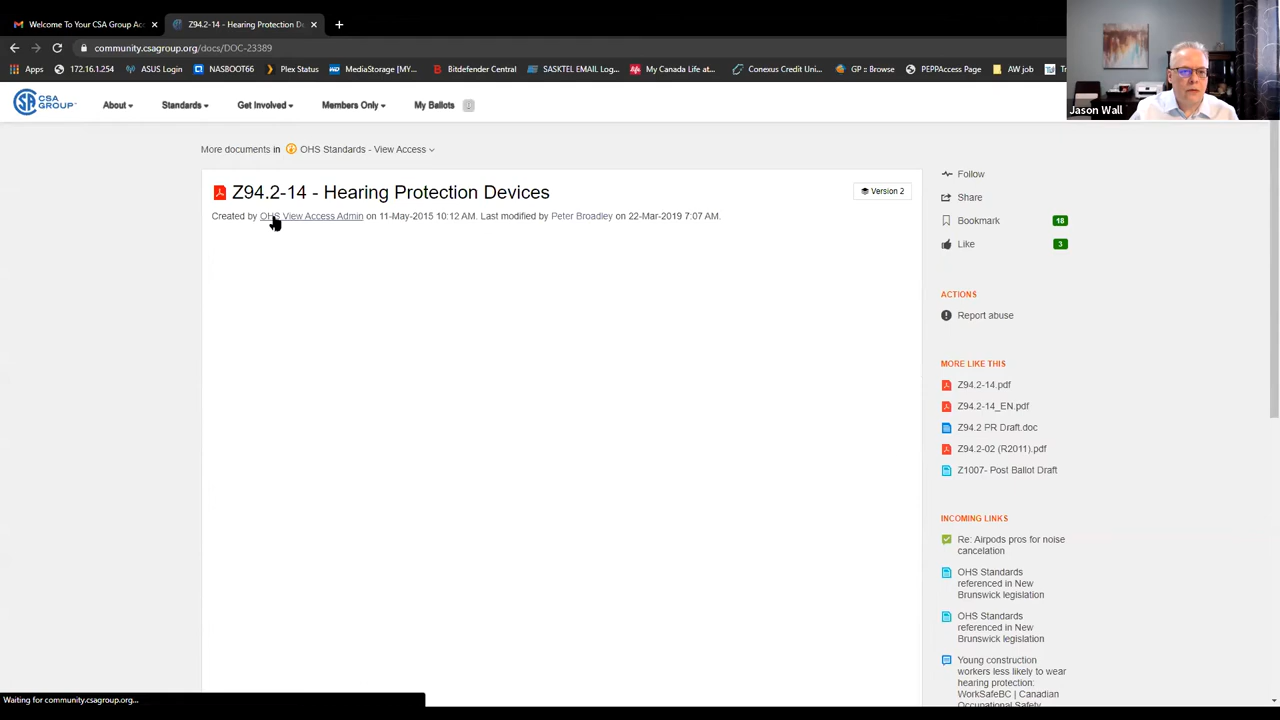 Welcome To Your CSA Group Ac
Z94.2-14 - Hearing Protection De
community.csagroup.org/docs/DOC-23389
Apps 172.16.1.254 ASUS Login NASBOOT66 Plex Status MediaStorage [MY... Bitdefender Central SASKTEL EMAIL Log... My Canada Life at... Conexus Credit Uni... GP :: Browse PEPPAccess Page AW job
Jason Wall
CSA GROUP
About Standards Get Involved Members Only My Ballots
More documents in OHS Standards - View Access
Z94.2-14 - Hearing Protection Devices
Version 2
Created by OHS View Access Admin on 11-May-2015 10:12 AM. Last modified by Peter Broadley on 22-Mar-2019 7:07 AM.
Follow
Share
Bookmark 18
Like 3
ACTIONS
Report abuse
MORE LIKE THIS
Z94.2-14.pdf
Z94.2-14_EN.pdf
Z94.2 PR Draft.doc
Z94.2-02 (R2011).pdf
Z1007- Post Ballot Draft
INCOMING LINKS
Re: Airpods pros for noise
cancelation
OHS Standards
referenced in New
Brunswick legislation
OHS Standards
referenced in New
Brunswick legislation
Young construction
workers less likely to wear
hearing protection:
WorkSafeBC | Canadian
Occupational Safety
Waiting for community.csagroup.org...